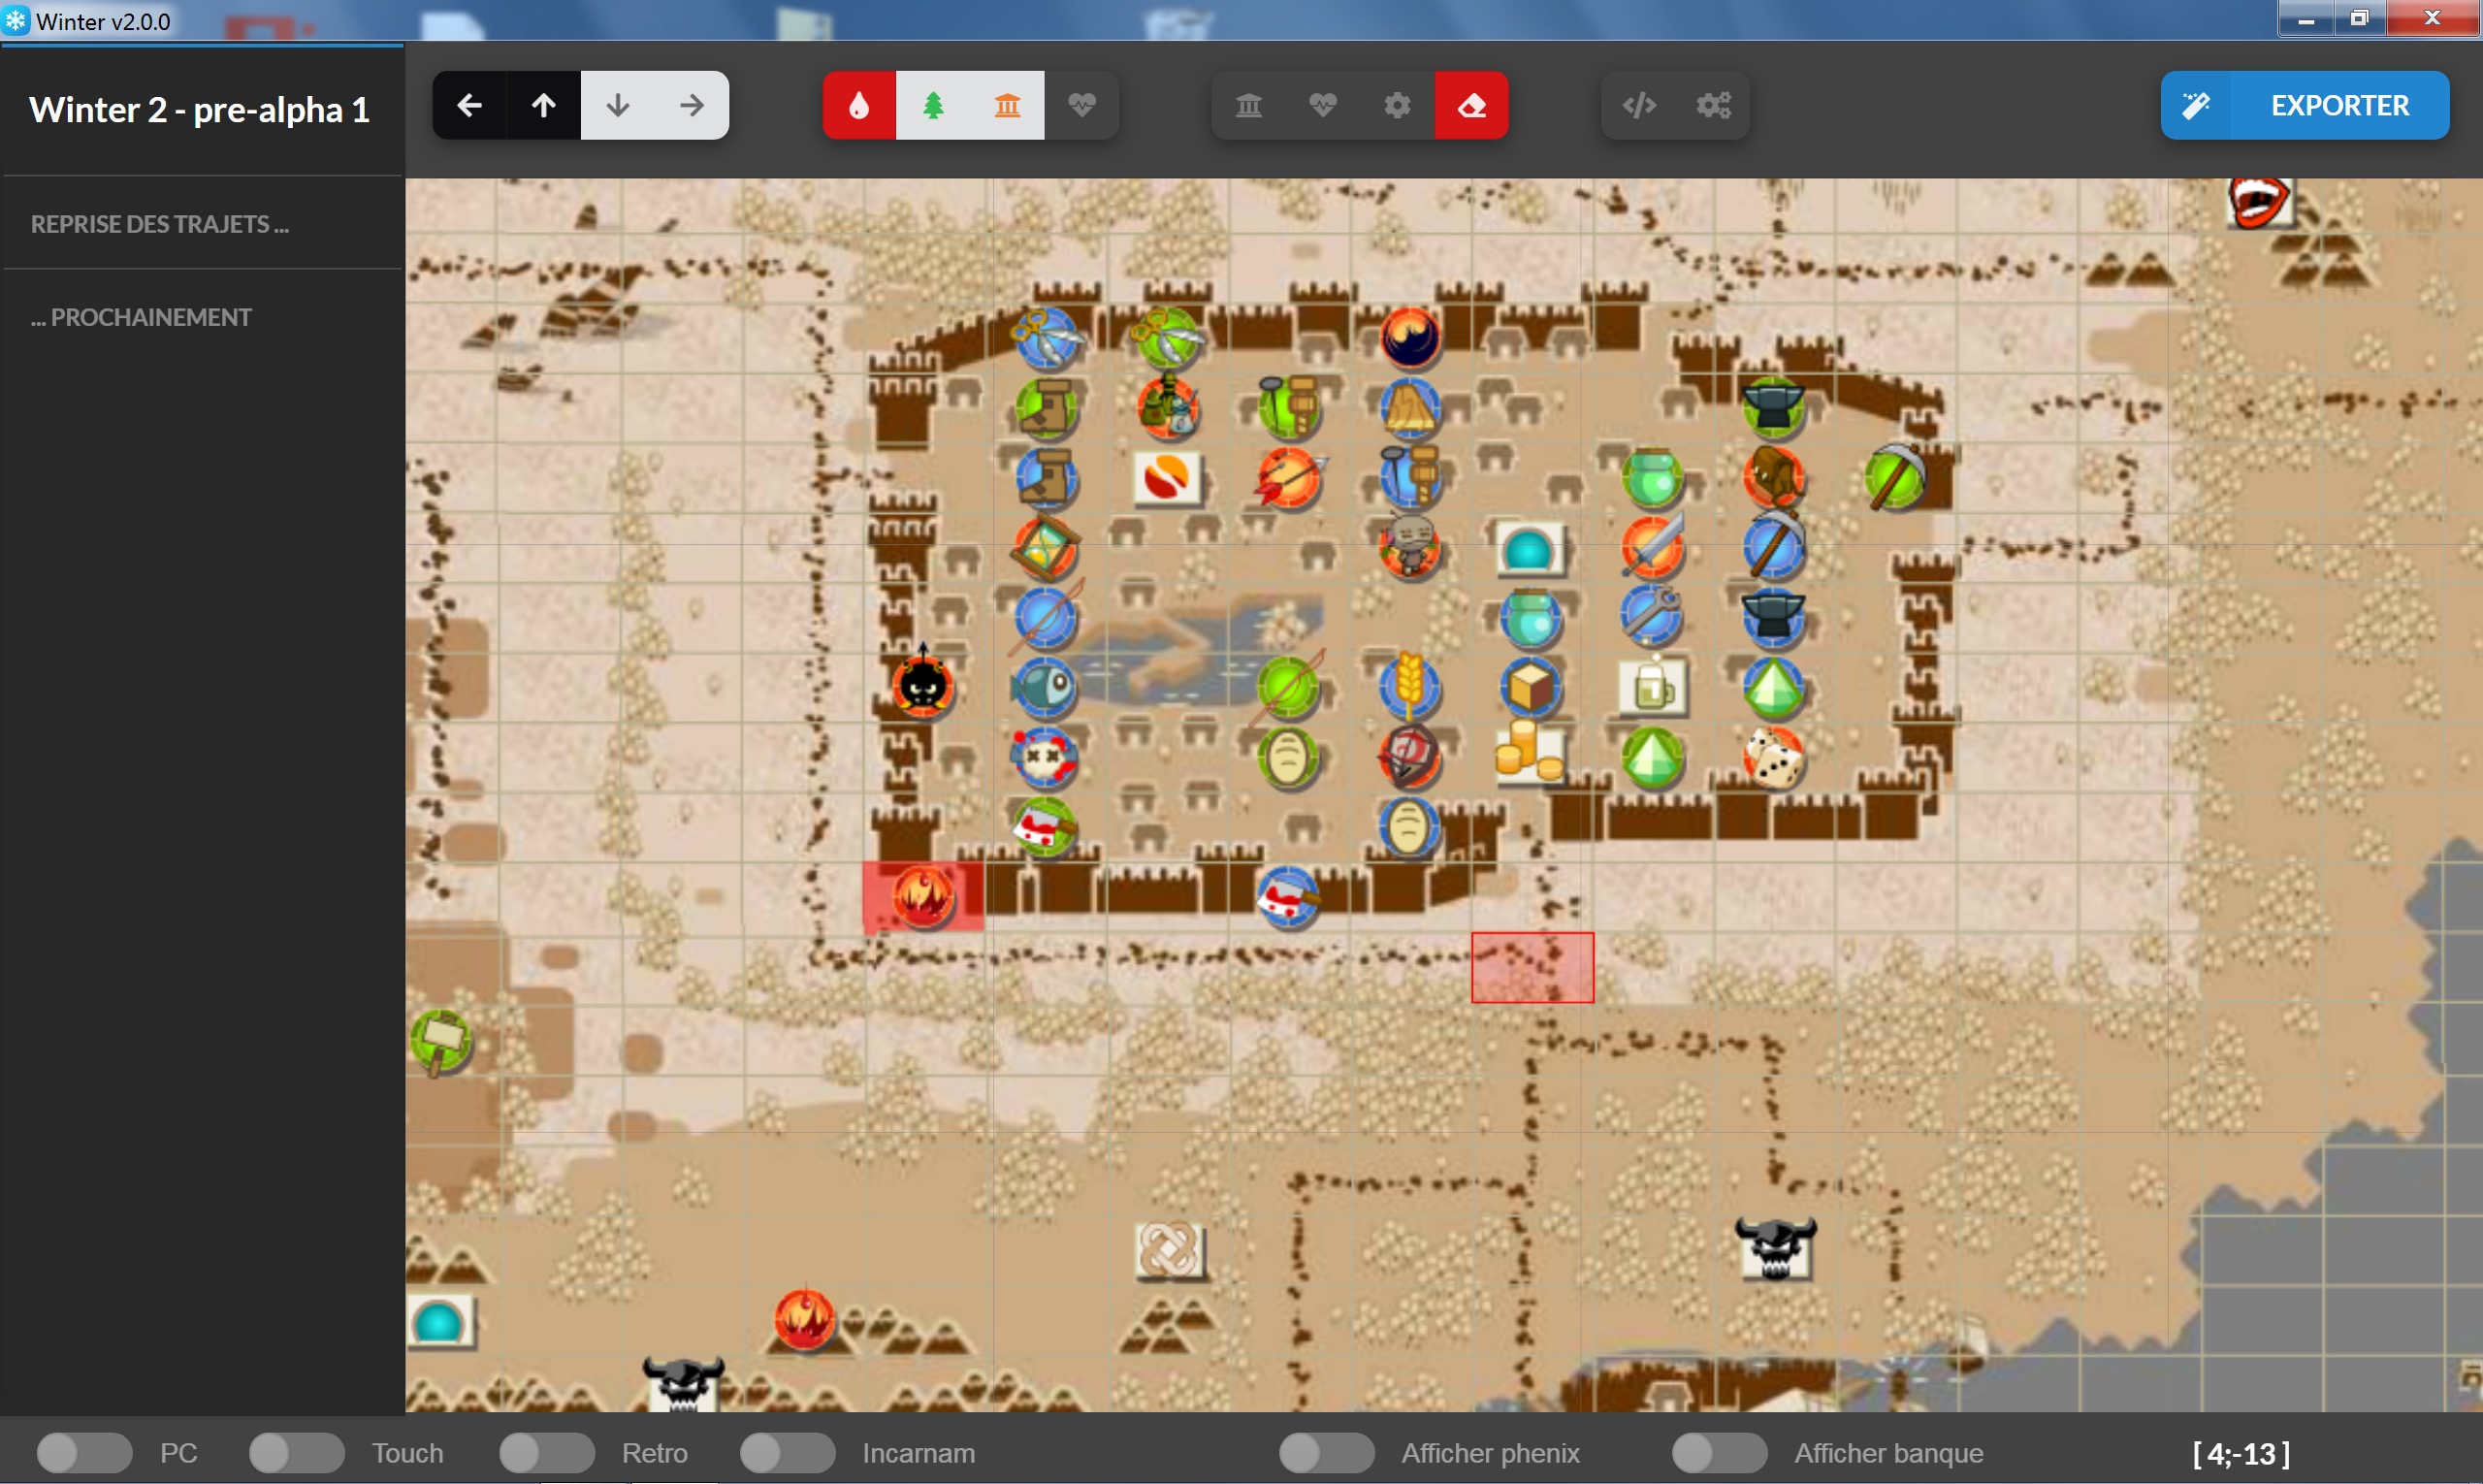 Winter v2.0.0
Winter 2 - pre-alpha 1
EXPORTER
REPRISE DES TRAJETS ...
... PROCHAINEMENT
PC
Touch
Retro
Incarnam
Afficher phenix
Afficher banque
[ 4;-13 ]